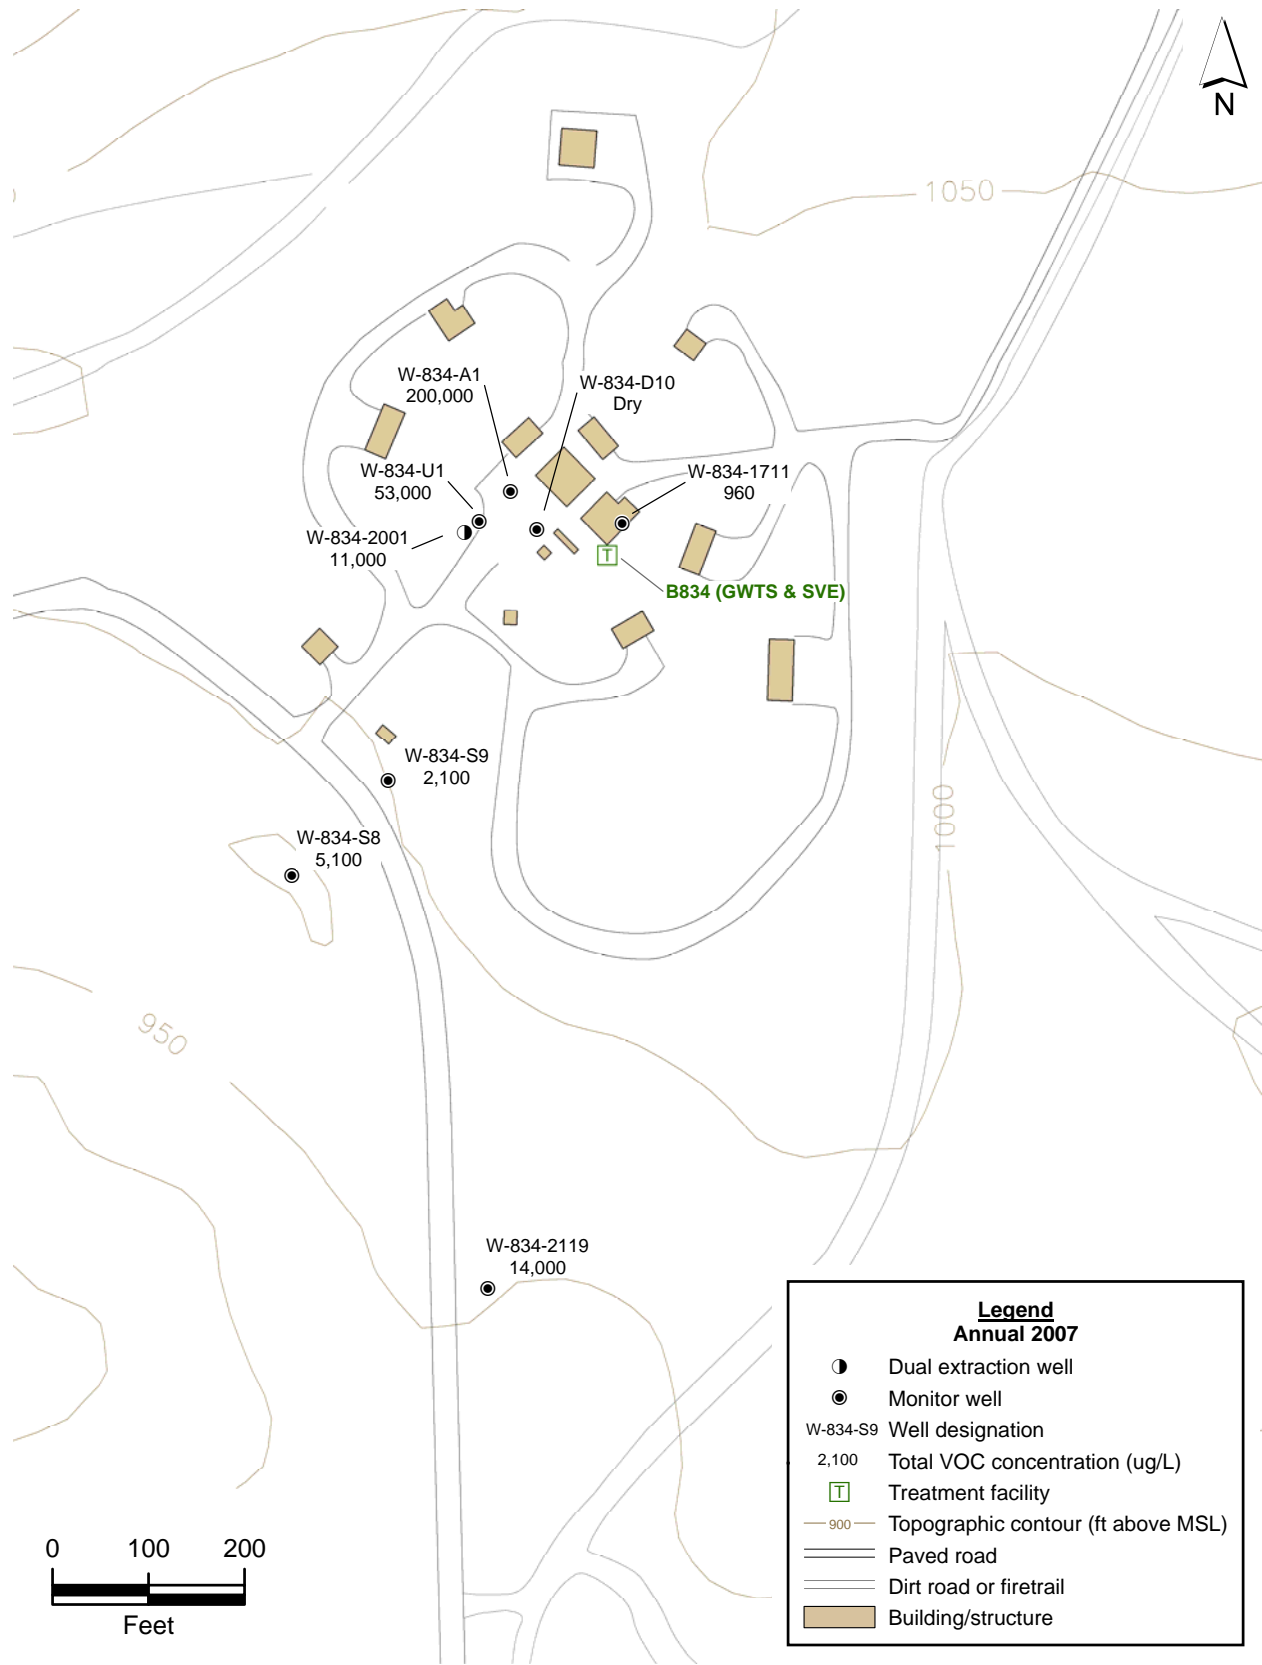 N
1050
W-834-A1
200,000
W-834-D10
Dry
W-834-U1
53,000
W-834-1711
960
W-834-2001
11,000
T
B834 (GWTS & SVE)
W-834-S9
2,100
1000
W-834-S8
5,100
950
W-834-2119
14,000
Legend
Annual 2007
Dual extraction well
Monitor well
W-834-S9 Well designation
2,100 Total VOC concentration (ug/L)
T Treatment facility
900 Topographic contour (ft above MSL)
Paved road
Dirt road or firetrail
Building/structure
0 100 200
Feet